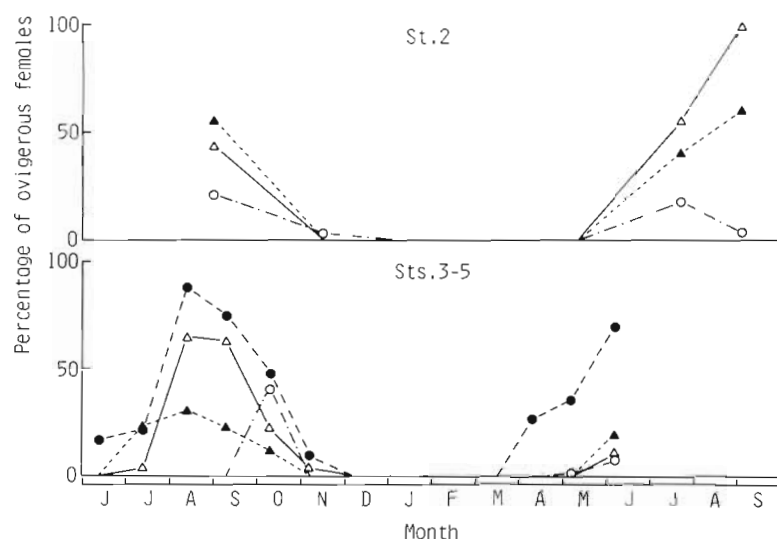 Percentage of ovigerous females
100
St.2
50
0
100
Sts.3-5
50
0
J J A S O N D J F M A M J J A S
Month